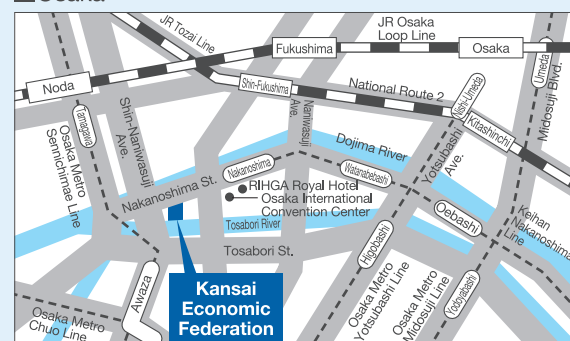 Osaka
JR Tozai Line
JR Osaka
Loop Line
Fukushima
Osaka
Noda
Shin-Fukushima
National Route 2
Nishi-Umeda
Umeda
Midosuji Blvd.
Kitashinchi
Tamagawa
Shin-Naniwasuji
Ave.
Naniwasuji
Ave.
Osaka Metro
Sennichimae Line
Dojima River
Yotsubashi
Ave.
Nakanoshima
Watanabebashi
Nakanoshima St.
RIHGA Royal Hotel
Osaka International
Convention Center
Oebashi
Keihan
Nakanoshima
Line
Tosabori River
Tosabori St.
Higobashi
Yodoyabashi
Awaza
Kansai
Economic
Federation
Osaka Metro
Yotsubashi Line
Osaka Metro
Midosuji Line
Osaka Metro
Chuo Line